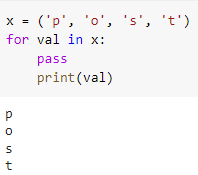 x = ('p', 'o', 's', 't')
for val in x:
    pass
    print(val)
p
o
s
t